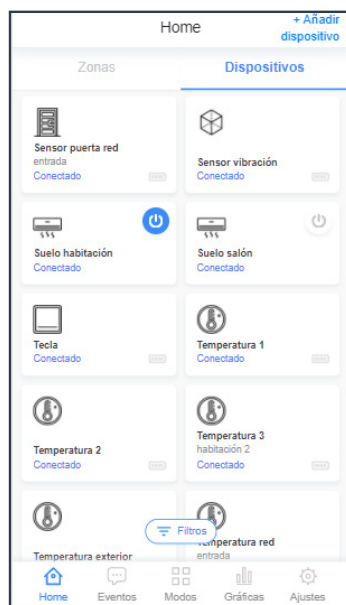 Home
+ Añadir
dispositivo
Zonas
Dispositivos
Sensor puerta red
entrada
Conectado
Sensor vibración
Conectado
Suelo habitación
Conectado
Suelo salón
Conectado
Tecla
Conectado
Temperatura 1
Conectado
Temperatura 2
Conectado
Temperatura 3
habitación 2
Conectado
Temperatura exterior
Temperatura red
entrada
Filtros
Home
Eventos
Modos
Gráficas
Ajustes